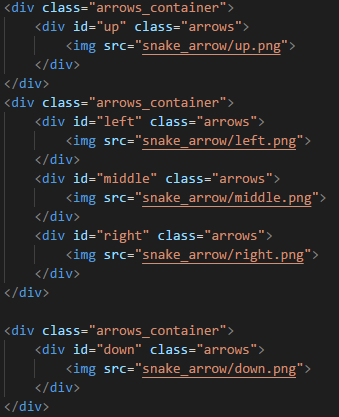 <div class="arrows_container">
    <div id="up" class="arrows">
        <img src="snake_arrow/up.png">
    </div>
</div>
<div class="arrows_container">
    <div id="left" class="arrows">
        <img src="snake_arrow/left.png">
    </div>
    <div id="middle" class="arrows">
        <img src="snake_arrow/middle.png">
    </div>
    <div id="right" class="arrows">
        <img src="snake_arrow/right.png">
    </div>
</div>

<div class="arrows_container">
    <div id="down" class="arrows">
        <img src="snake_arrow/down.png">
    </div>
</div>